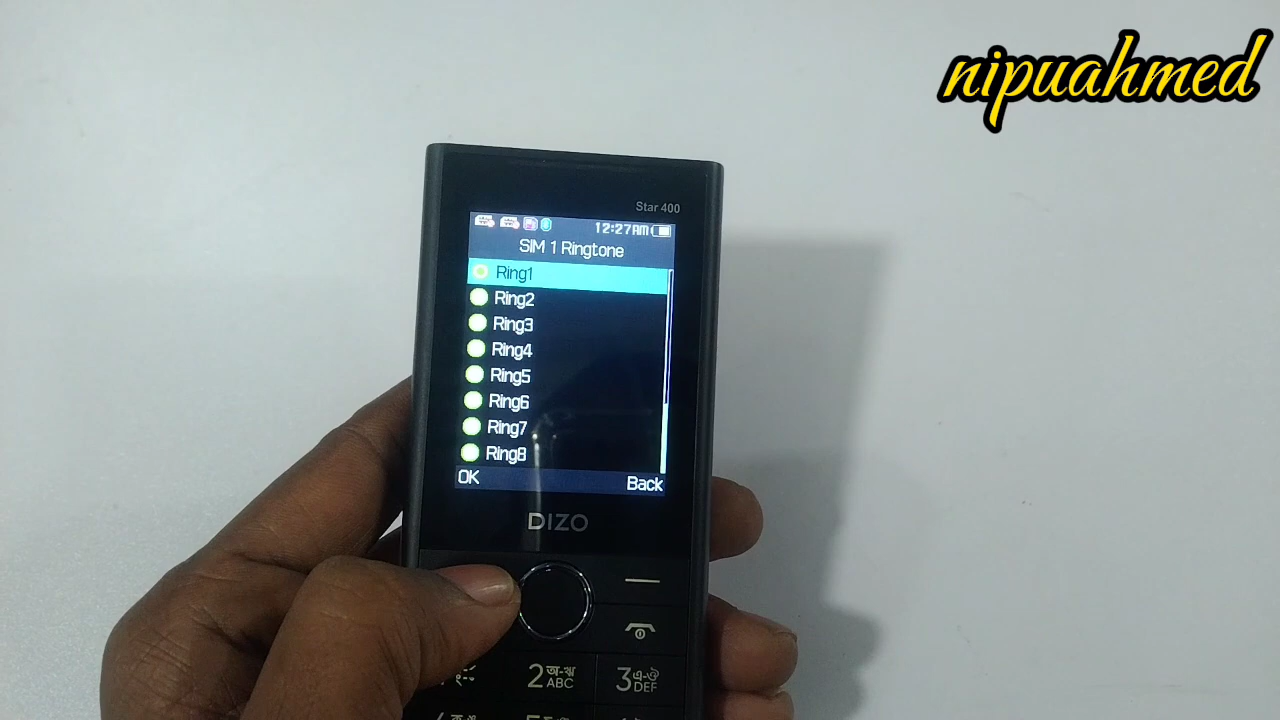 nipuahmed
Star 400
12:27AM
SIM 1 Ringtone
Ring1
Ring2
Ring3
Ring4
Ring5
Ring6
Ring7
Ring8
OK Back
DIZO
2 অ-ঋ ABC
3 এ-ঔ DEF